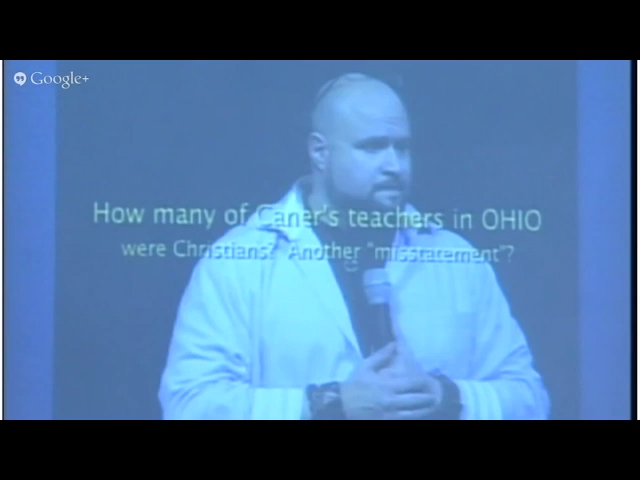 Google+
How many of Caner's teachers in OHIO
were Christians? Another "misstatement"?